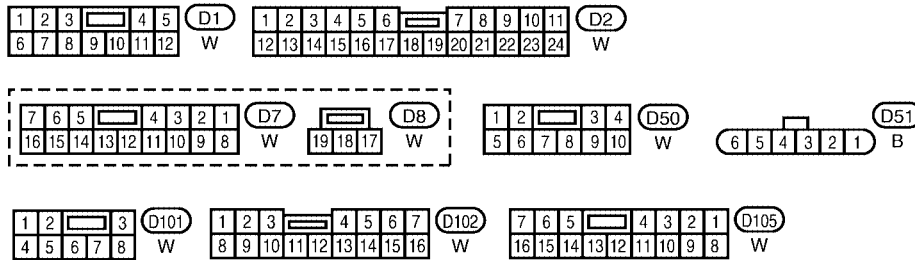 1 2 3 4 5 D1 1 2 3 4 5 6 7 8 9 10 11 D2
6 7 8 9 10 11 12 W 12 13 14 15 16 17 18 19 20 21 22 23 24 W
7 6 5 4 3 2 1 D7 D8 1 2 3 4 D50 D51
16 15 14 13 12 11 10 9 8 W 19 18 17 W 5 6 7 8 9 10 W 6 5 4 3 2 1 B
1 2 3 D101 1 2 3 4 5 6 7 D102 7 6 5 4 3 2 1 D105
4 5 6 7 8 W 8 9 10 11 12 13 14 15 16 W 16 15 14 13 12 11 10 9 8 W